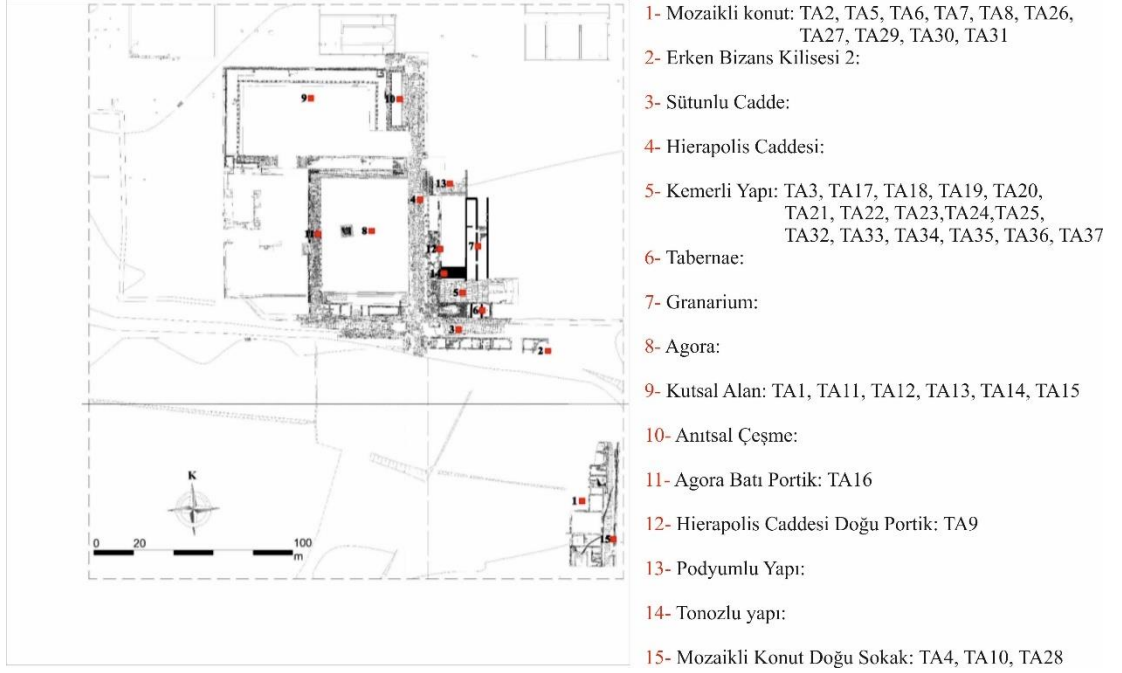 1- Mozaikli konut: TA2, TA5, TA6, TA7, TA8, TA26,
TA27, TA29, TA30, TA31
2- Erken Bizans Kilisesi 2:
3- Sütunlu Cadde:
4- Hierapolis Caddesi:
5- Kemerli Yapı: TA3, TA17, TA18, TA19, TA20,
TA21, TA22, TA23,TA24,TA25,
TA32, TA33, TA34, TA35, TA36, TA37
6- Tabernae:
7- Granarium:
8- Agora:
9- Kutsal Alan: TA1, TA11, TA12, TA13, TA14, TA15
10- Anıtsal Çeşme:
11- Agora Batı Portik: TA16
12- Hierapolis Caddesi Doğu Portik: TA9
13- Podyumlu Yapı:
14- Tonozlu yapı:
15- Mozaikli Konut Doğu Sokak: TA4, TA10, TA28
9
10
13
4
11
8
12
7
14
5
6
3
2
K
1
15
0 20 100
m